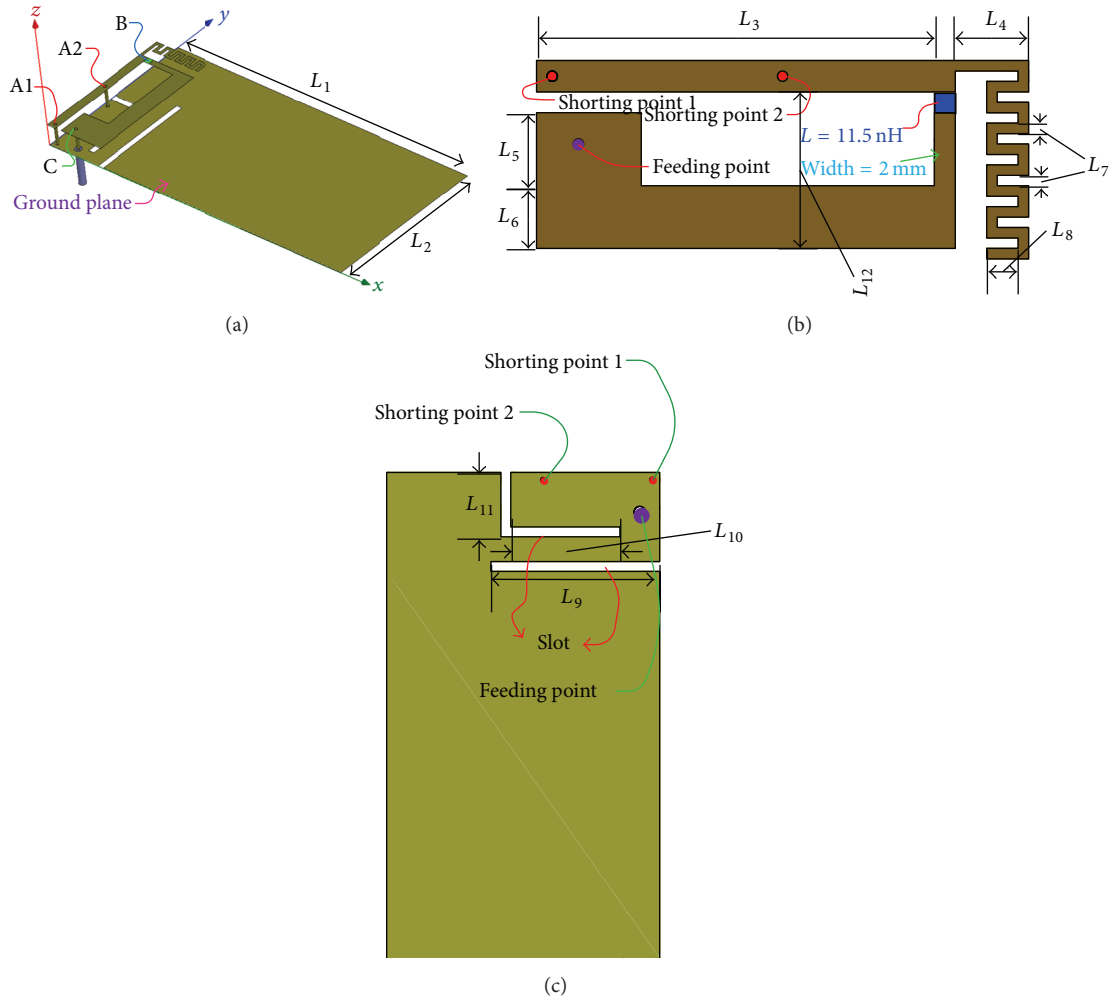 z
y
B
A2
A1
L1
C
Ground plane
L2
x
(a)
L3
L4
Shorting point 1
Shorting point 2
L = 11.5 nH
L5
Feeding point
Width = 2 mm
L7
L6
L8
L12
(b)
Shorting point 1
Shorting point 2
L11
L10
L9
Slot
Feeding point
(c)